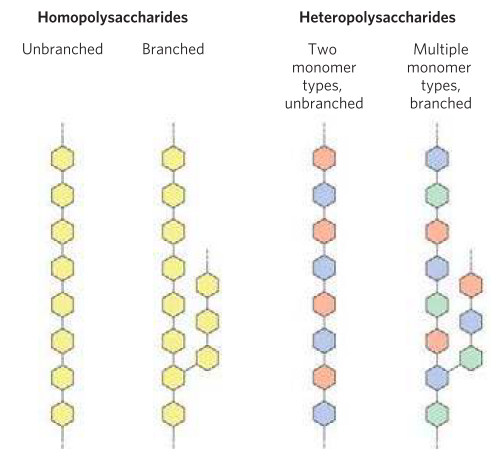 Homopolysaccharides
Heteropolysaccharides
Unbranched
Branched
Two
monomer
types,
unbranched
Multiple
monomer
types,
branched